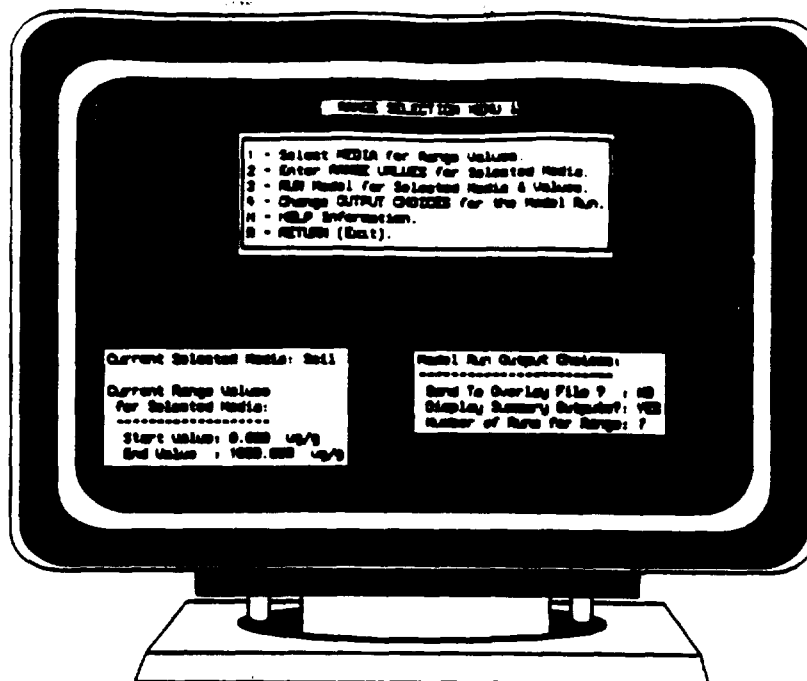 RANGE SELECTION MENU
1 - Select MEDIA for Range Values.
2 - Enter RANGE VALUES for Selected Media.
3 - RUN Model for Selected Media & Values.
4 - Change OUTPUT CHOICES for the Model Run.
H - HELP Information.
R - RETURN (Exit).
Current Selected Media: Soil
Current Range Values
for Selected Media:
-------------------
Start Value: 0.000 ug/g
End Value : 1000.000 ug/g
Model Run Output Choices:
-------------------------
Send To Overlay File ? : NO
Display Summary Outputs?: YES
Number of Runs for Range: 7